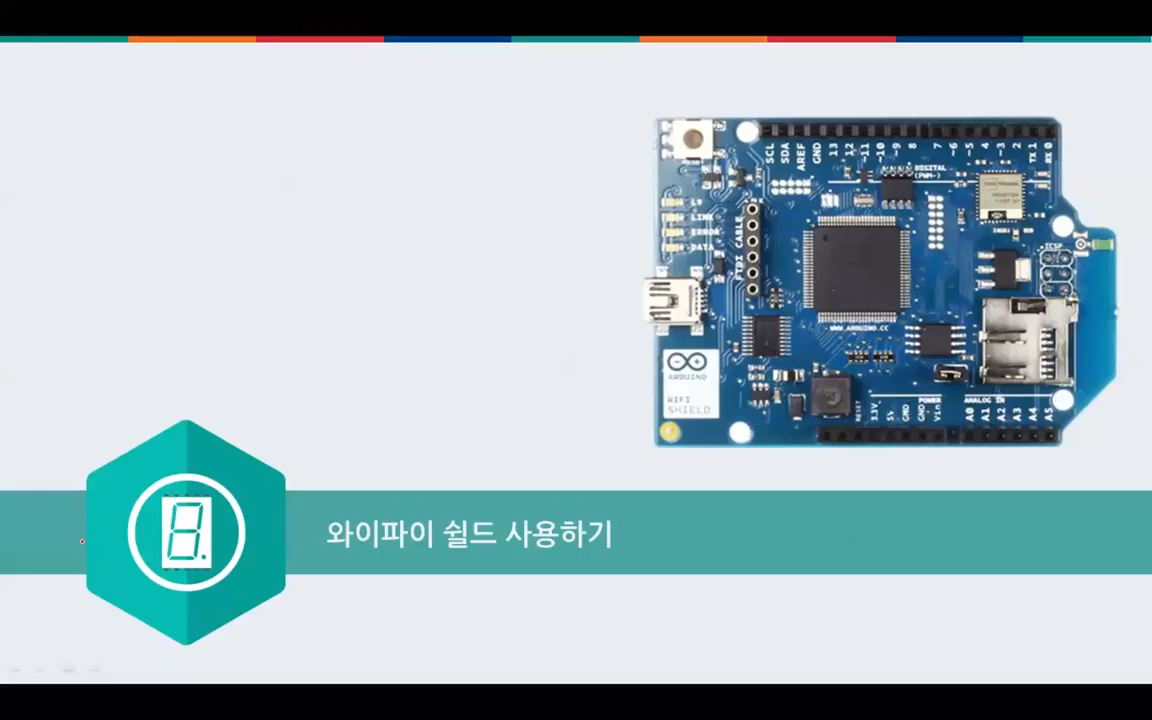 SCL
SDA
AREF
GND
13
12
~11
~10
~9
8
7
~6
~5
4
~3
2
TX 1
RX 0
DIGITAL
(PWM~)
L9
LINK
ERROR
DATA
FTDI CABLE
ICSP
WWW.ARDUINO.CC
ARDUINO
WIFI
SHIELD
POWER
ANALOG IN
RESET
3.3V
5V
GND
GND
Vin
A0
A1
A2
A3
A4
A5
와이파이 쉴드 사용하기